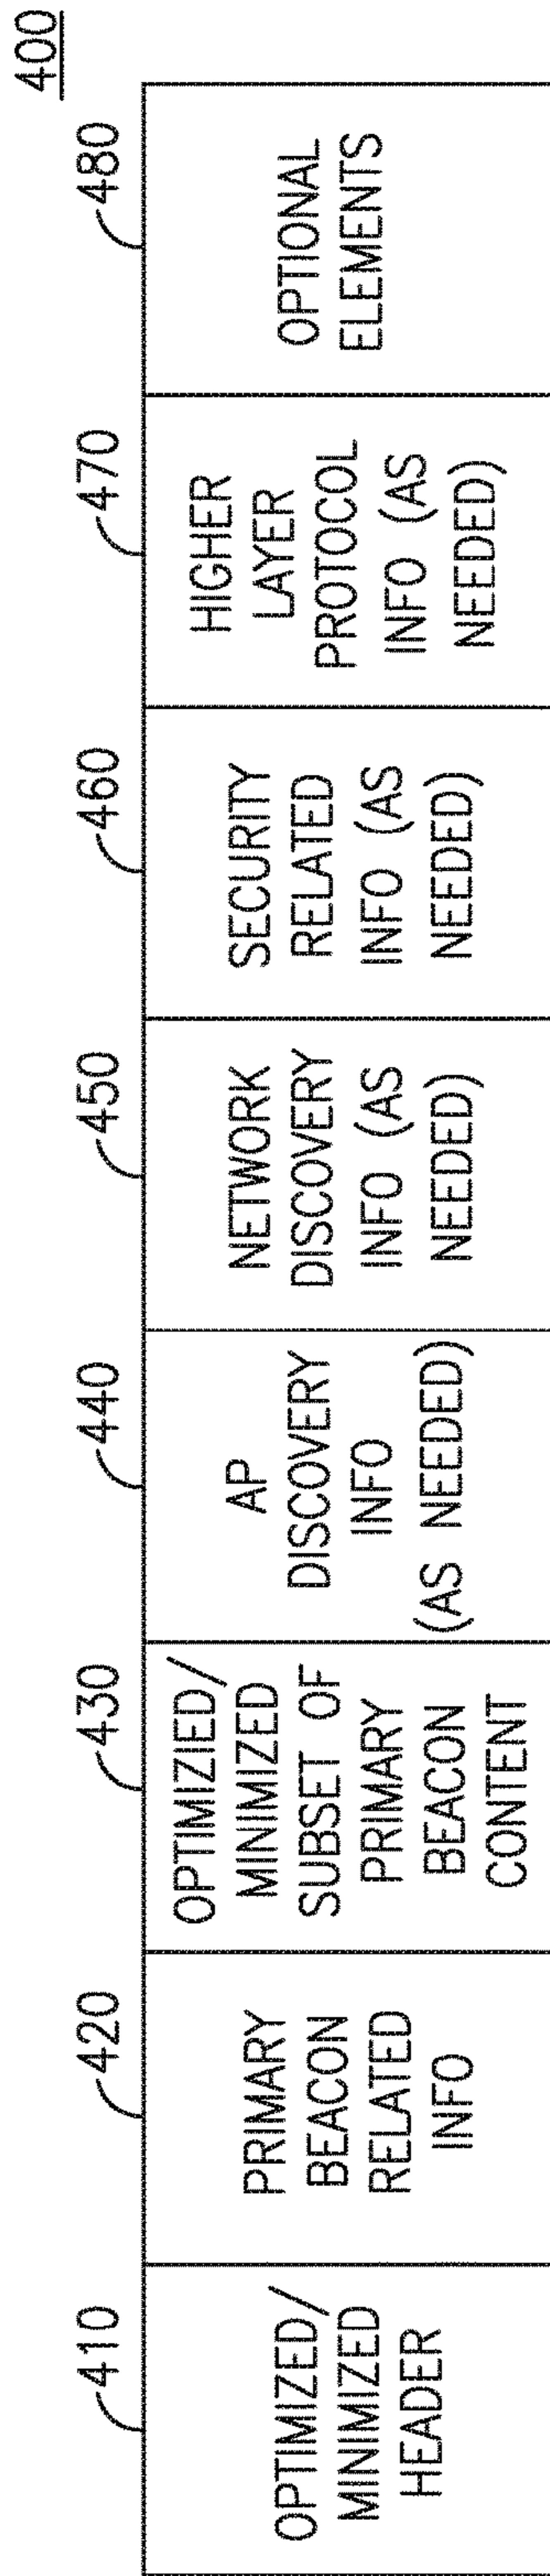 400
410
OPTIMIZED/
MINIMIZED
HEADER
420
PRIMARY
BEACON
RELATED
INFO
430
OPTIMIZIED/
MINIMIZED
SUBSET OF
PRIMARY
BEACON
CONTENT
440
AP
DISCOVERY
INFO
(AS NEEDED)
450
NETWORK
DISCOVERY
INFO (AS
NEEDED)
460
SECURITY
RELATED
INFO (AS
NEEDED)
470
HIGHER
LAYER
PROTOCOL
INFO (AS
NEEDED)
480
OPTIONAL
ELEMENTS